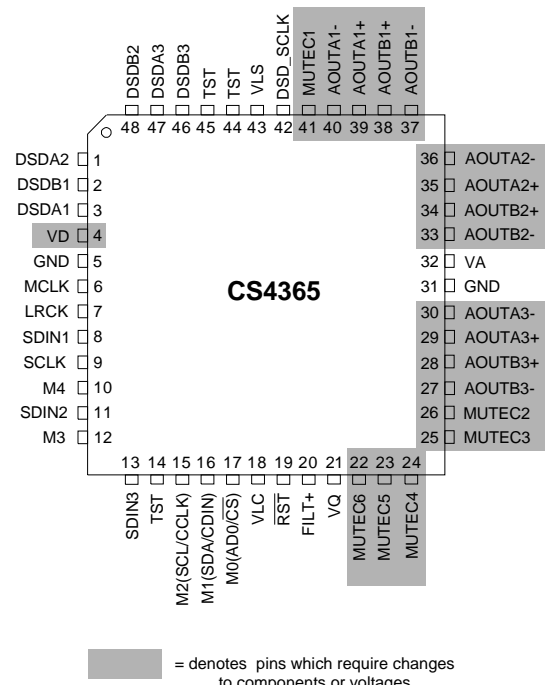 DSDB2
DSDA3
DSDB3
TST
TST
VLS
DSD_SCLK
MUTEC1
AOUTA1-
AOUTA1+
AOUTB1+
AOUTB1-
48 47 46 45 44 43 42 41 40 39 38 37
DSDA2 1
DSDB1 2
DSDA1 3
VD 4
GND 5
MCLK 6
LRCK 7
SDIN1 8
SCLK 9
M4 10
SDIN2 11
M3 12
CS4365
36 AOUTA2-
35 AOUTA2+
34 AOUTB2+
33 AOUTB2-
32 VA
31 GND
30 AOUTA3-
29 AOUTA3+
28 AOUTB3+
27 AOUTB3-
26 MUTEC2
25 MUTEC3
13 14 15 16 17 18 19 20 21 22 23 24
SDIN3
TST
M2(SCL/CCLK)
M1(SDA/CDIN)
M0(AD0/CS)
VLC
RST
FILT+
VQ
MUTEC6
MUTEC5
MUTEC4
= denotes pins which require changes
to components or voltages